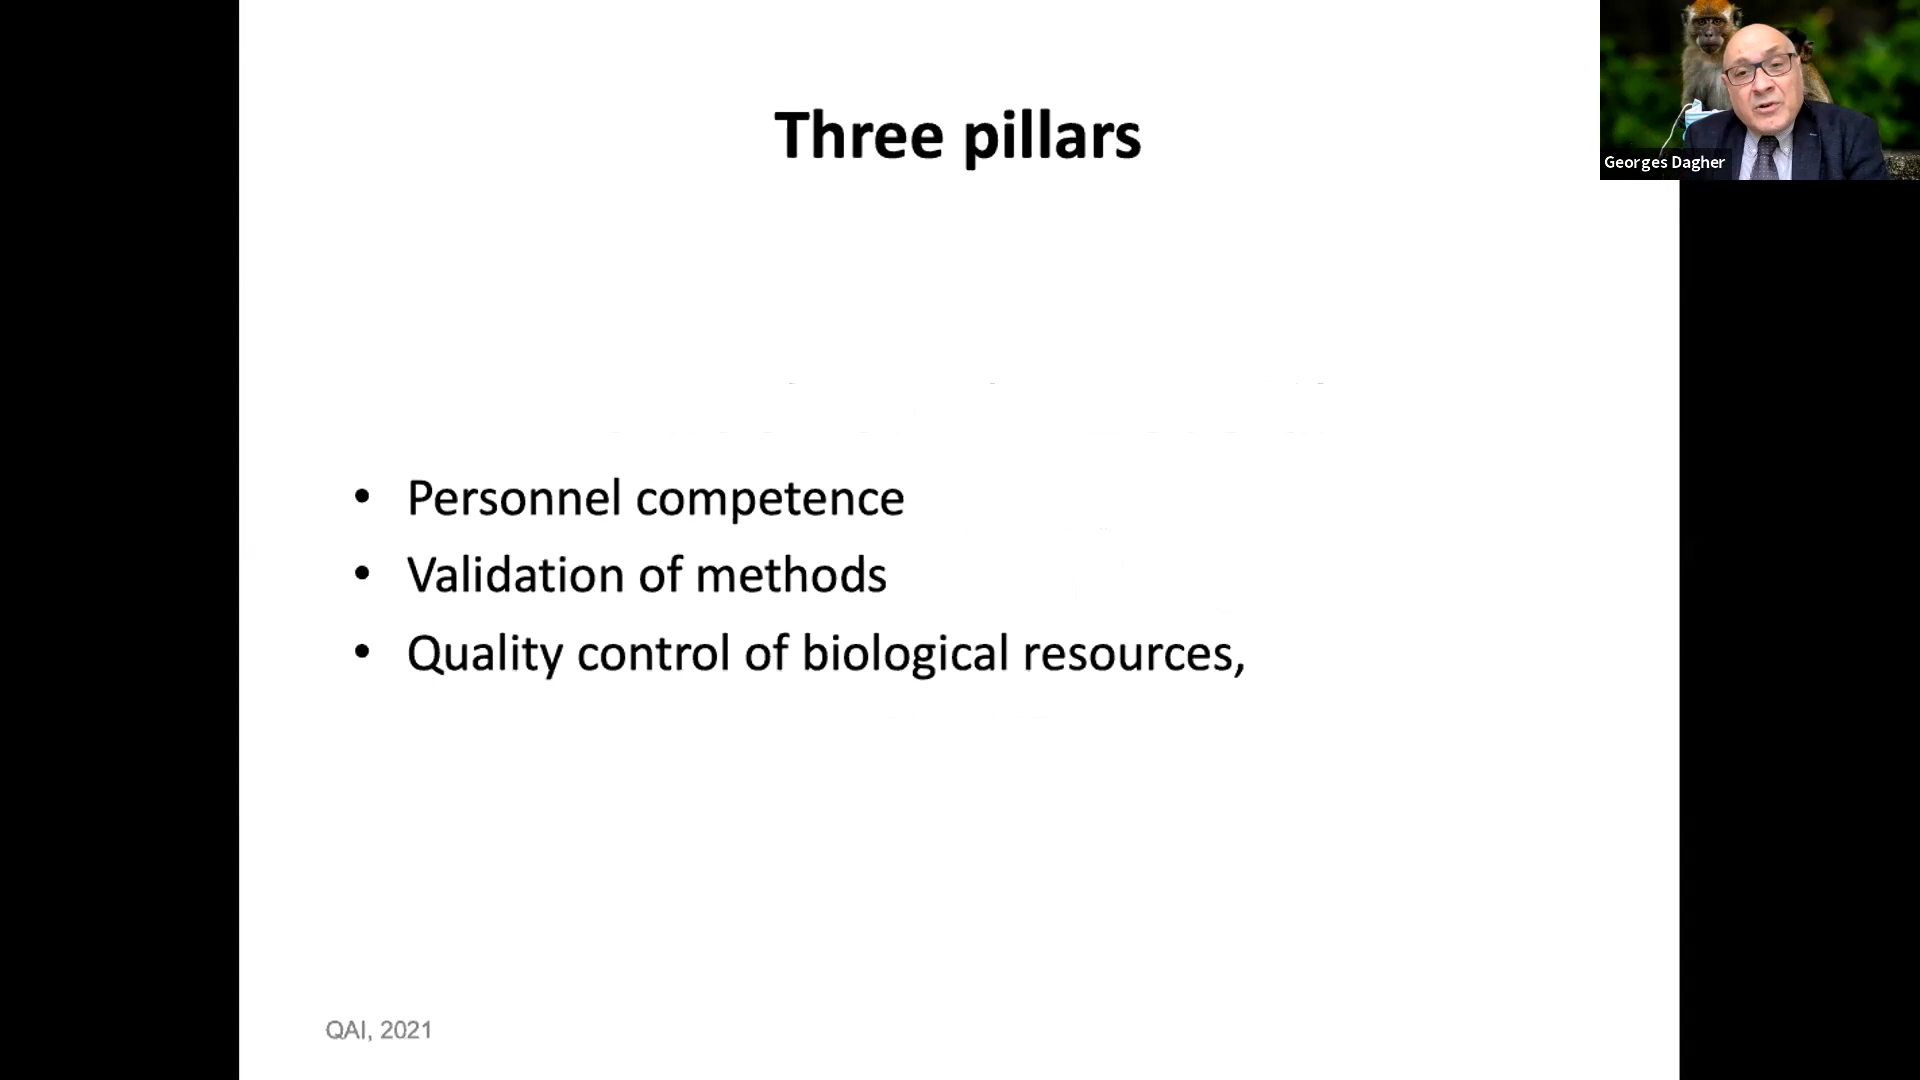 Three pillars
Georges Dagher
• Personnel competence
• Validation of methods
• Quality control of biological resources,
QAI, 2021